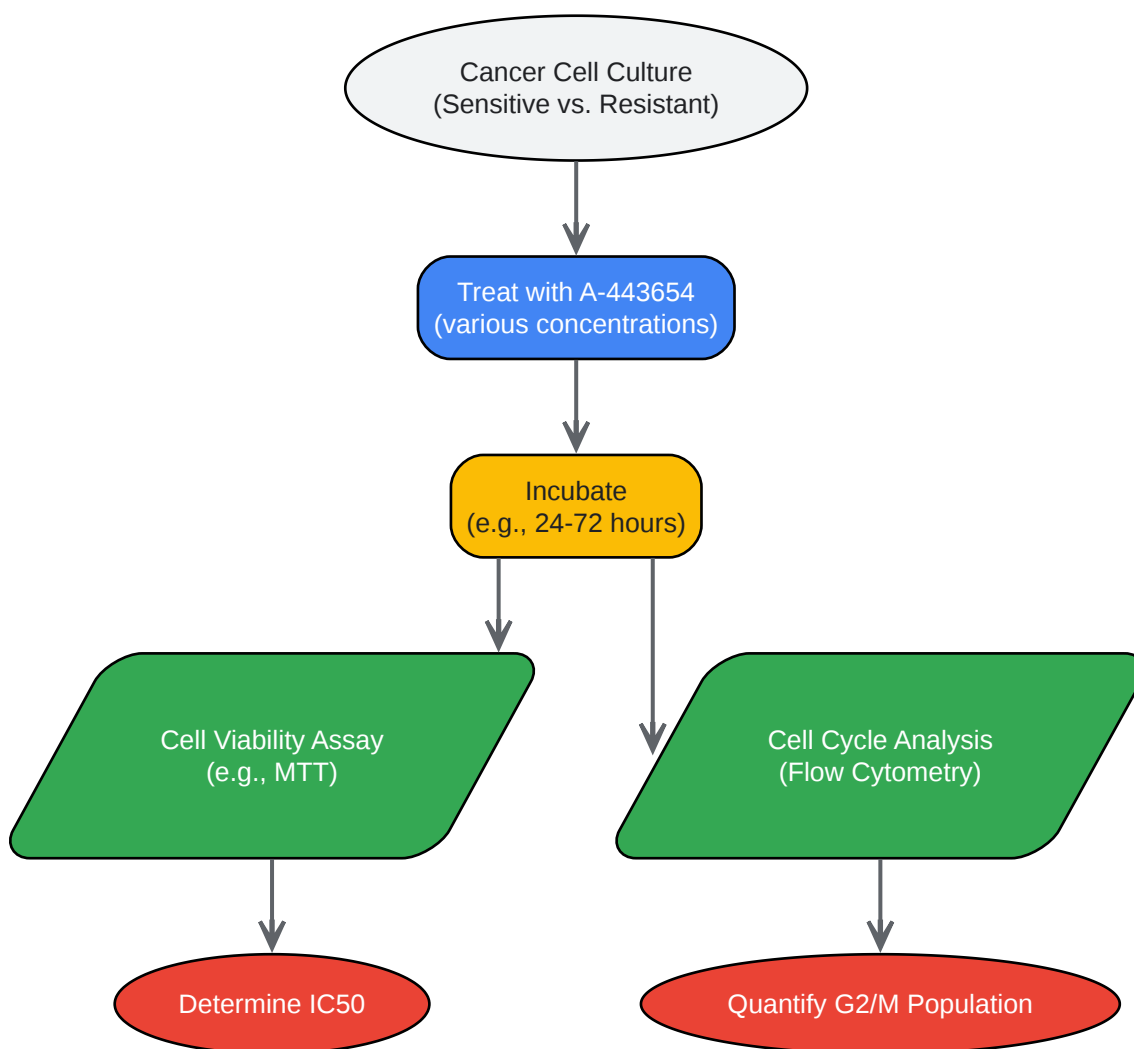 Cancer Cell Culture
(Sensitive vs. Resistant)
Treat with A-443654
(various concentrations)
Incubate
(e.g., 24-72 hours)
Cell Viability Assay
(e.g., MTT)
Cell Cycle Analysis
(Flow Cytometry)
Determine IC50
Quantify G2/M Population